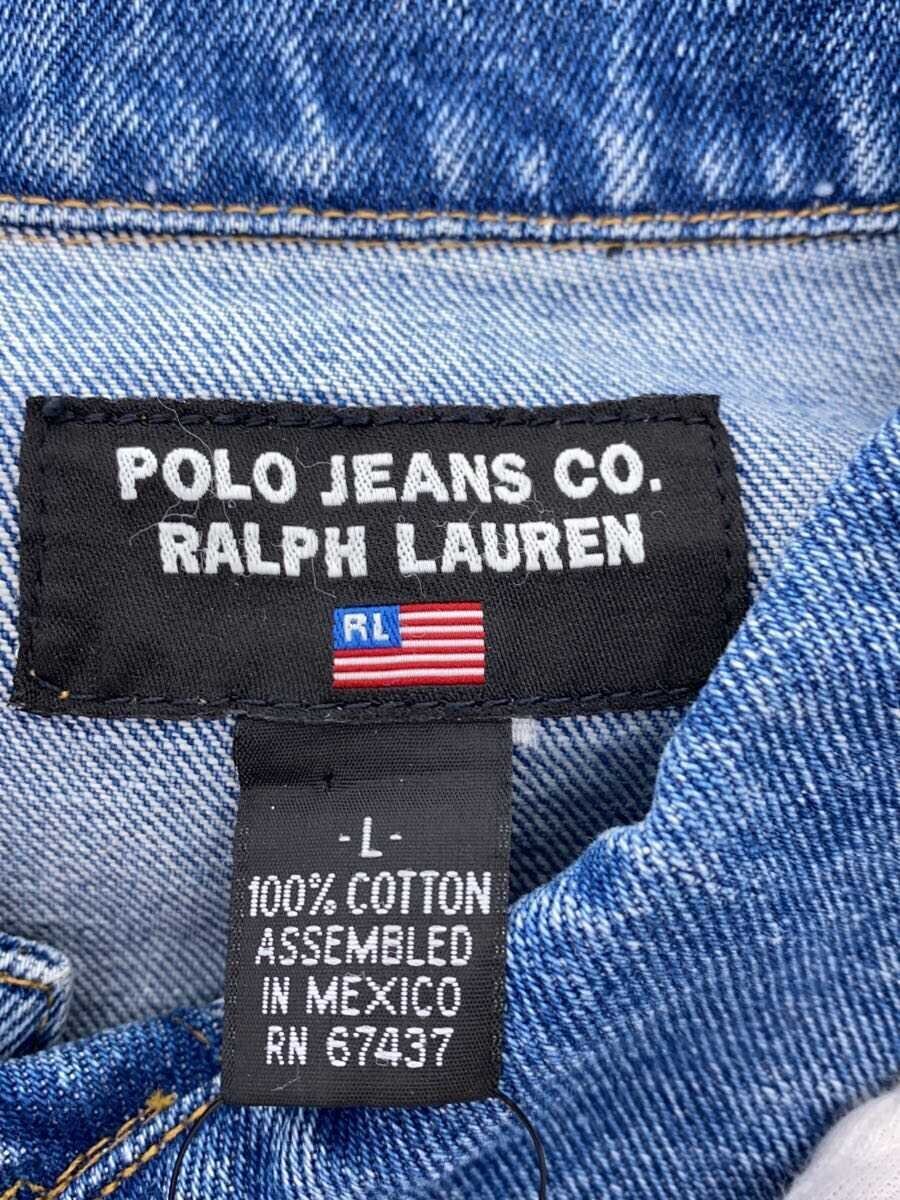 POLO JEANS CO.
RALPH LAUREN
RL
-L-
100% COTTON
ASSEMBLED
IN MEXICO
RN 67437